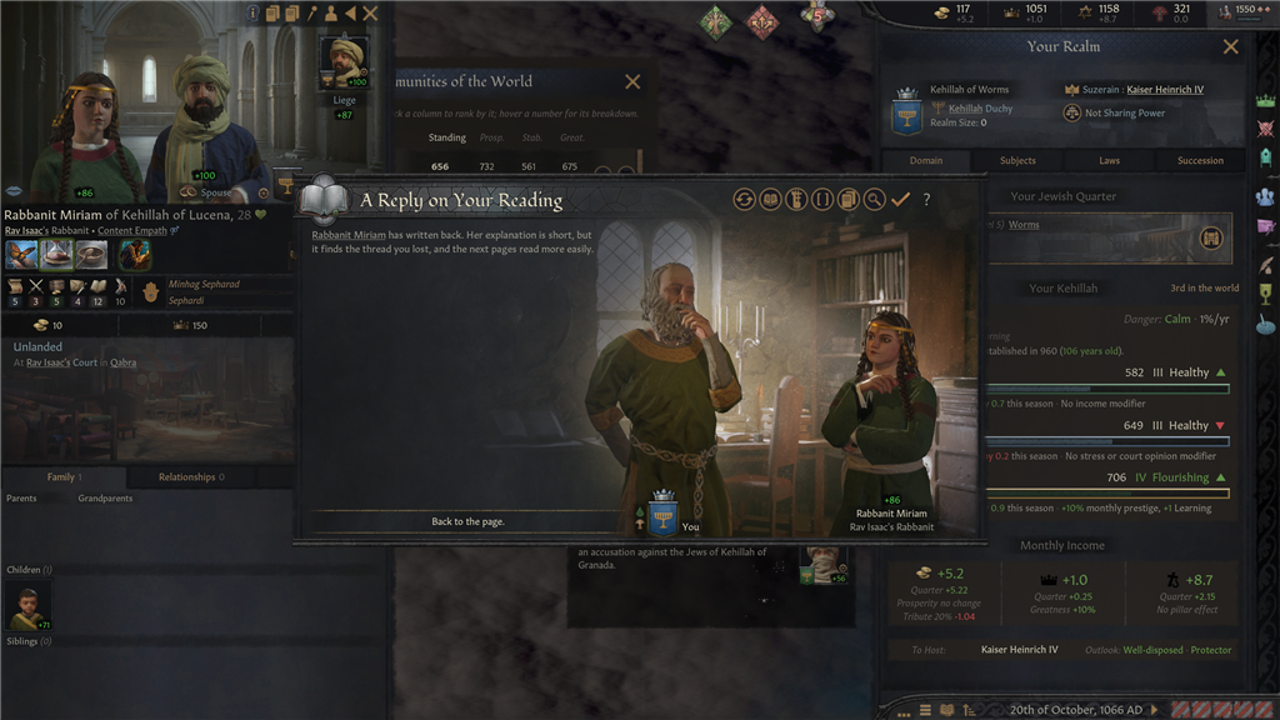 117
+5.2
1051
+1.0
1158
+8.7
321
0.0
1550
5
+100
Liege
+87
+86
+100
Spouse
Rabbanit Miriam of Kehillah of Lucena, 28
Rav Isaac's Rabbanit • Content Empath
5 3 5 4 12 10
Minhag Sepharad
Sephardi
10
150
Unlanded
At Rav Isaac's Court in Qabra
Family 1
Relationships 0
Parents
Grandparents
Children (1)
+71
Siblings (0)
munities of the World
ck a column to rank by it; hover a number for its breakdown.
Standing Prosp. Stab. Great.
656 732 561 675
A Reply on Your Reading
?
Rabbanit Miriam has written back. Her explanation is short, but
it finds the thread you lost, and the next pages read more easily.
Back to the page.
You
+86
Rabbanit Miriam
Rav Isaac's Rabbanit
an accusation against the Jews of Kehillah of
Granada.
+56
Your Realm
Kehillah of Worms
Kehillah Duchy
Realm Size: 0
Suzerain : Kaiser Heinrich IV
Not Sharing Power
Domain
Subjects
Laws
Succession
Your Jewish Quarter
el 5) Worms
Your Kehillah
3rd in the world
Danger: Calm · 1%/yr
rning
stablished in 960 (106 years old).
582 III Healthy
0.7 this season · No income modifier
649 III Healthy
by 0.2 this season · No stress or court opinion modifier
706 IV Flourishing
0.9 this season · +10% monthly prestige, +1 Learning
Monthly Income
+5.2
Quarter +5.22
Prosperity no change
Tribute 20% -1.04
+1.0
Quarter +0.25
Greatness +10%
+8.7
Quarter +2.15
No pillar effect
To Host: Kaiser Heinrich IV
Outlook: Well-disposed · Protector
20th of October, 1066 AD